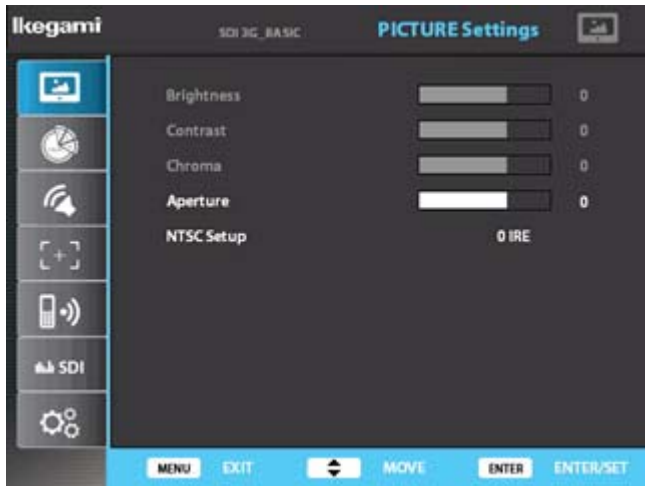 Ikegami SDI 3G_BASIC PICTURE Settings
Brightness 0
Contrast 0
Chroma 0
Aperture 0
NTSC Setup 0 IRE
SDI
MENU EXIT MOVE ENTER ENTER/SET